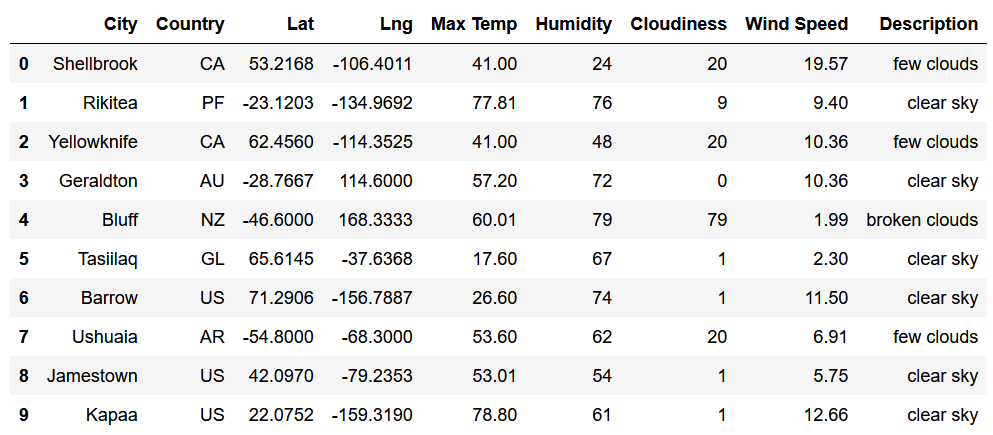 City Country Lat Lng Max Temp Humidity Cloudiness Wind Speed Description
0 Shellbrook CA 53.2168 -106.4011 41.00 24 20 19.57 few clouds
1 Rikitea PF -23.1203 -134.9692 77.81 76 9 9.40 clear sky
2 Yellowknife CA 62.4560 -114.3525 41.00 48 20 10.36 few clouds
3 Geraldton AU -28.7667 114.6000 57.20 72 0 10.36 clear sky
4 Bluff NZ -46.6000 168.3333 60.01 79 79 1.99 broken clouds
5 Tasiilaq GL 65.6145 -37.6368 17.60 67 1 2.30 clear sky
6 Barrow US 71.2906 -156.7887 26.60 74 1 11.50 clear sky
7 Ushuaia AR -54.8000 -68.3000 53.60 62 20 6.91 few clouds
8 Jamestown US 42.0970 -79.2353 53.01 54 1 5.75 clear sky
9 Kapaa US 22.0752 -159.3190 78.80 61 1 12.66 clear sky